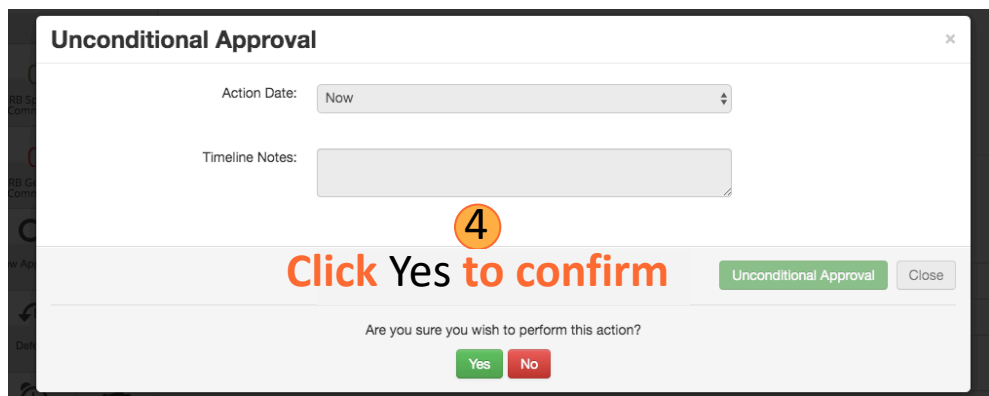 Unconditional Approval
×
Action Date:
Now
Timeline Notes:
4
Click Yes to confirm
Unconditional Approval
Close
Are you sure you wish to perform this action?
Yes
No